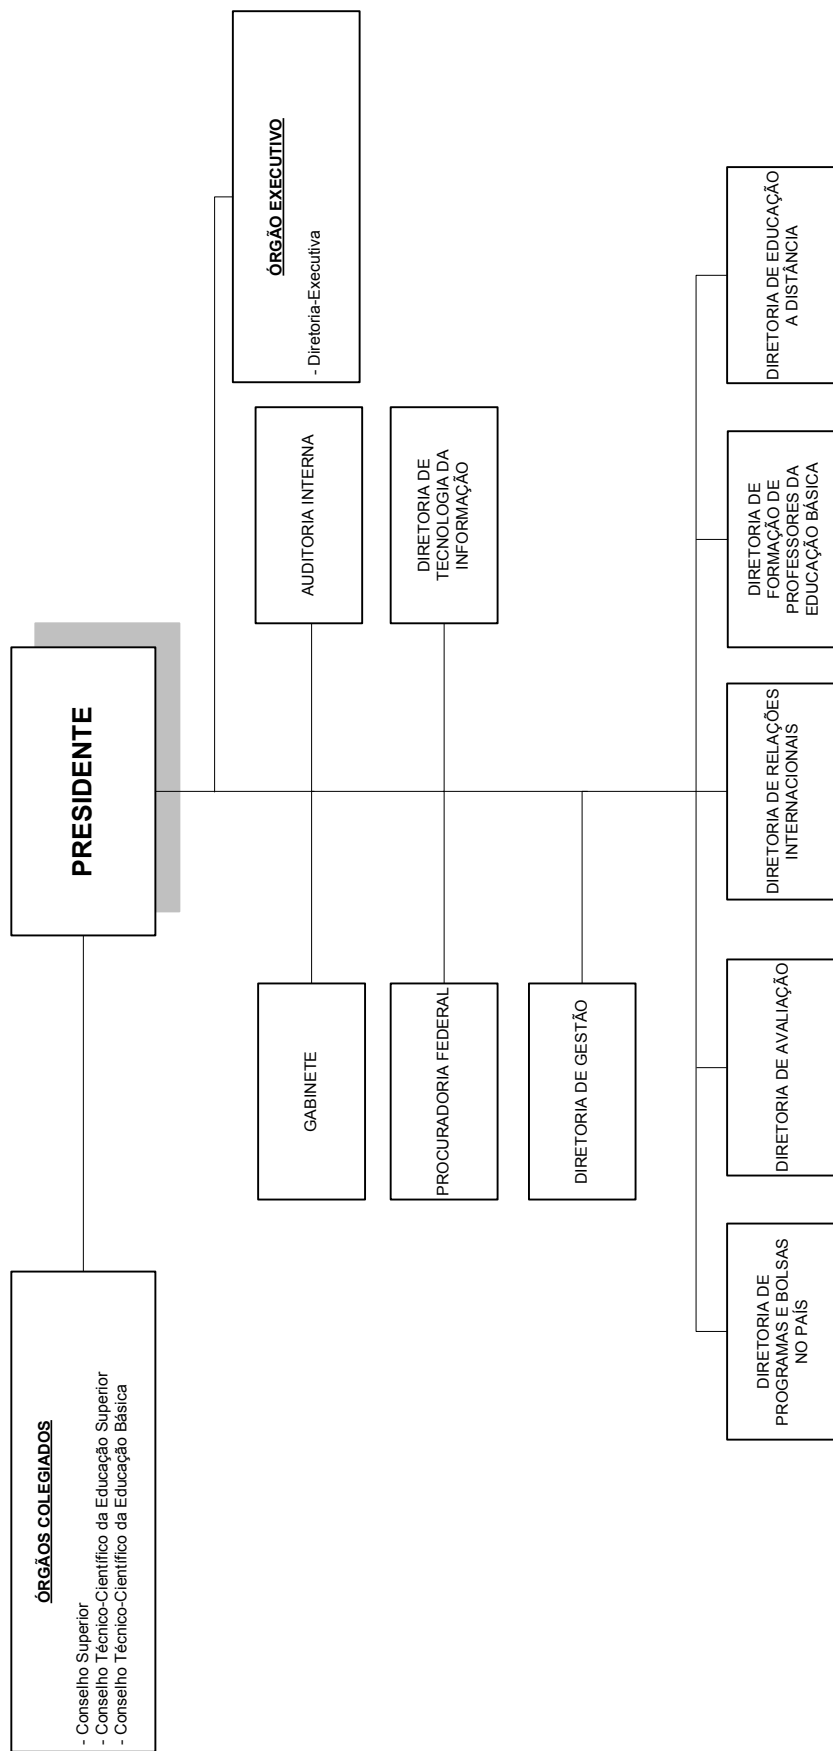 PRESIDENTE
ÓRGÃOS COLEGIADOS
- Conselho Superior
- Conselho Técnico-Científico da Educação Superior
- Conselho Técnico-Científico da Educação Básica
ÓRGÃO EXECUTIVO
- Diretoria-Executiva
GABINETE
AUDITORIA INTERNA
PROCURADORIA FEDERAL
DIRETORIA DE
TECNOLOGIA DA
INFORMAÇÃO
DIRETORIA DE GESTÃO
DIRETORIA DE
PROGRAMAS E BOLSAS
NO PAÍS
DIRETORIA DE AVALIAÇÃO
DIRETORIA DE RELAÇÕES
INTERNACIONAIS
DIRETORIA DE
FORMAÇÃO DE
PROFESSORES DA
EDUCAÇÃO BÁSICA
DIRETORIA DE EDUCAÇÃO
A DISTÂNCIA